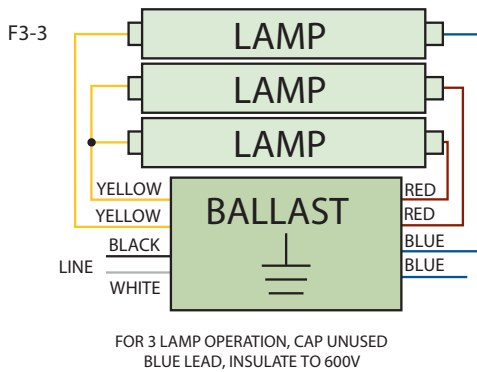 F3-3
LAMP
LAMP
LAMP
YELLOW
YELLOW
BLACK
LINE
WHITE
BALLAST
RED
RED
BLUE
BLUE
FOR 3 LAMP OPERATION, CAP UNUSED
BLUE LEAD, INSULATE TO 600V